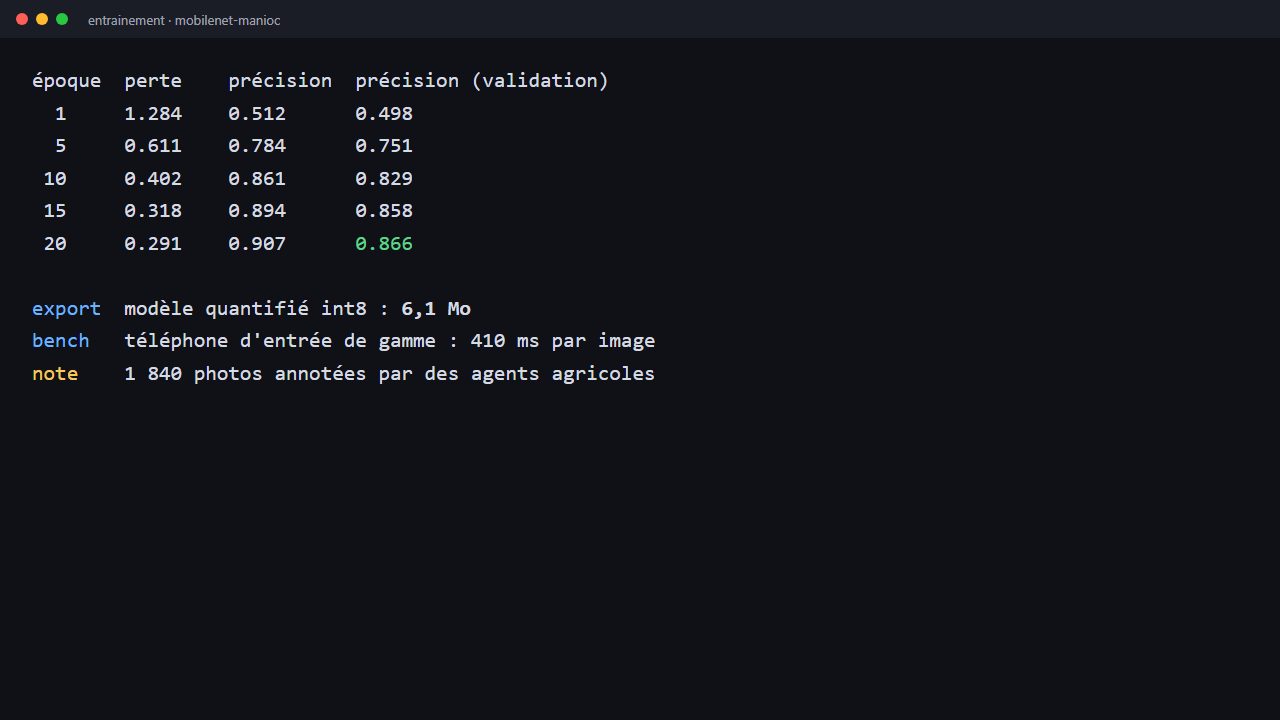 entrainement · mobilenet-manioc
époque perte précision précision (validation)
1 1.284 0.512 0.498
5 0.611 0.784 0.751
10 0.402 0.861 0.829
15 0.318 0.894 0.858
20 0.291 0.907 0.866
export modèle quantifié int8 : 6,1 Mo
bench téléphone d'entrée de gamme : 410 ms par image
note 1 840 photos annotées par des agents agricoles